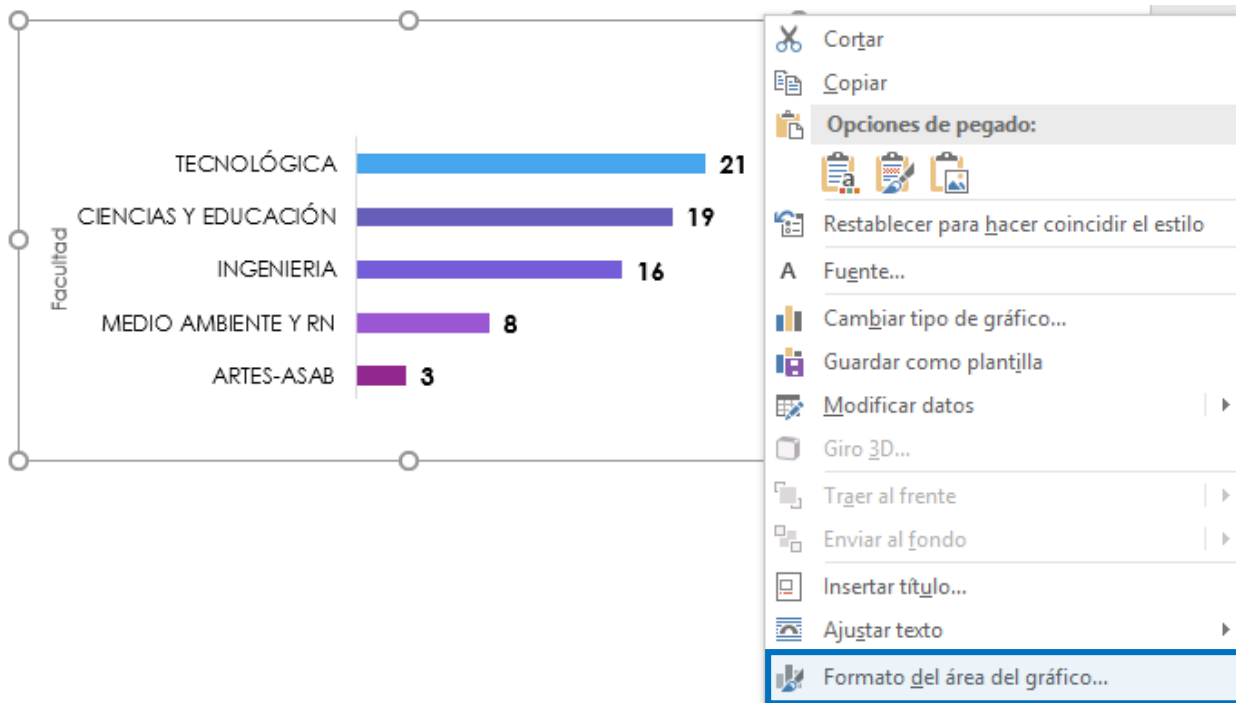 Facultad
TECNOLÓGICA 21
CIENCIAS Y EDUCACIÓN 19
INGENIERIA 16
MEDIO AMBIENTE Y RN 8
ARTES-ASAB 3
Cortar
Copiar
Opciones de pegado:
Restablecer para hacer coincidir el estilo
Fuente...
Cambiar tipo de gráfico...
Guardar como plantilla
Modificar datos
Giro 3D...
Traer al frente
Enviar al fondo
Insertar título...
Ajustar texto
Formato del área del gráfico...